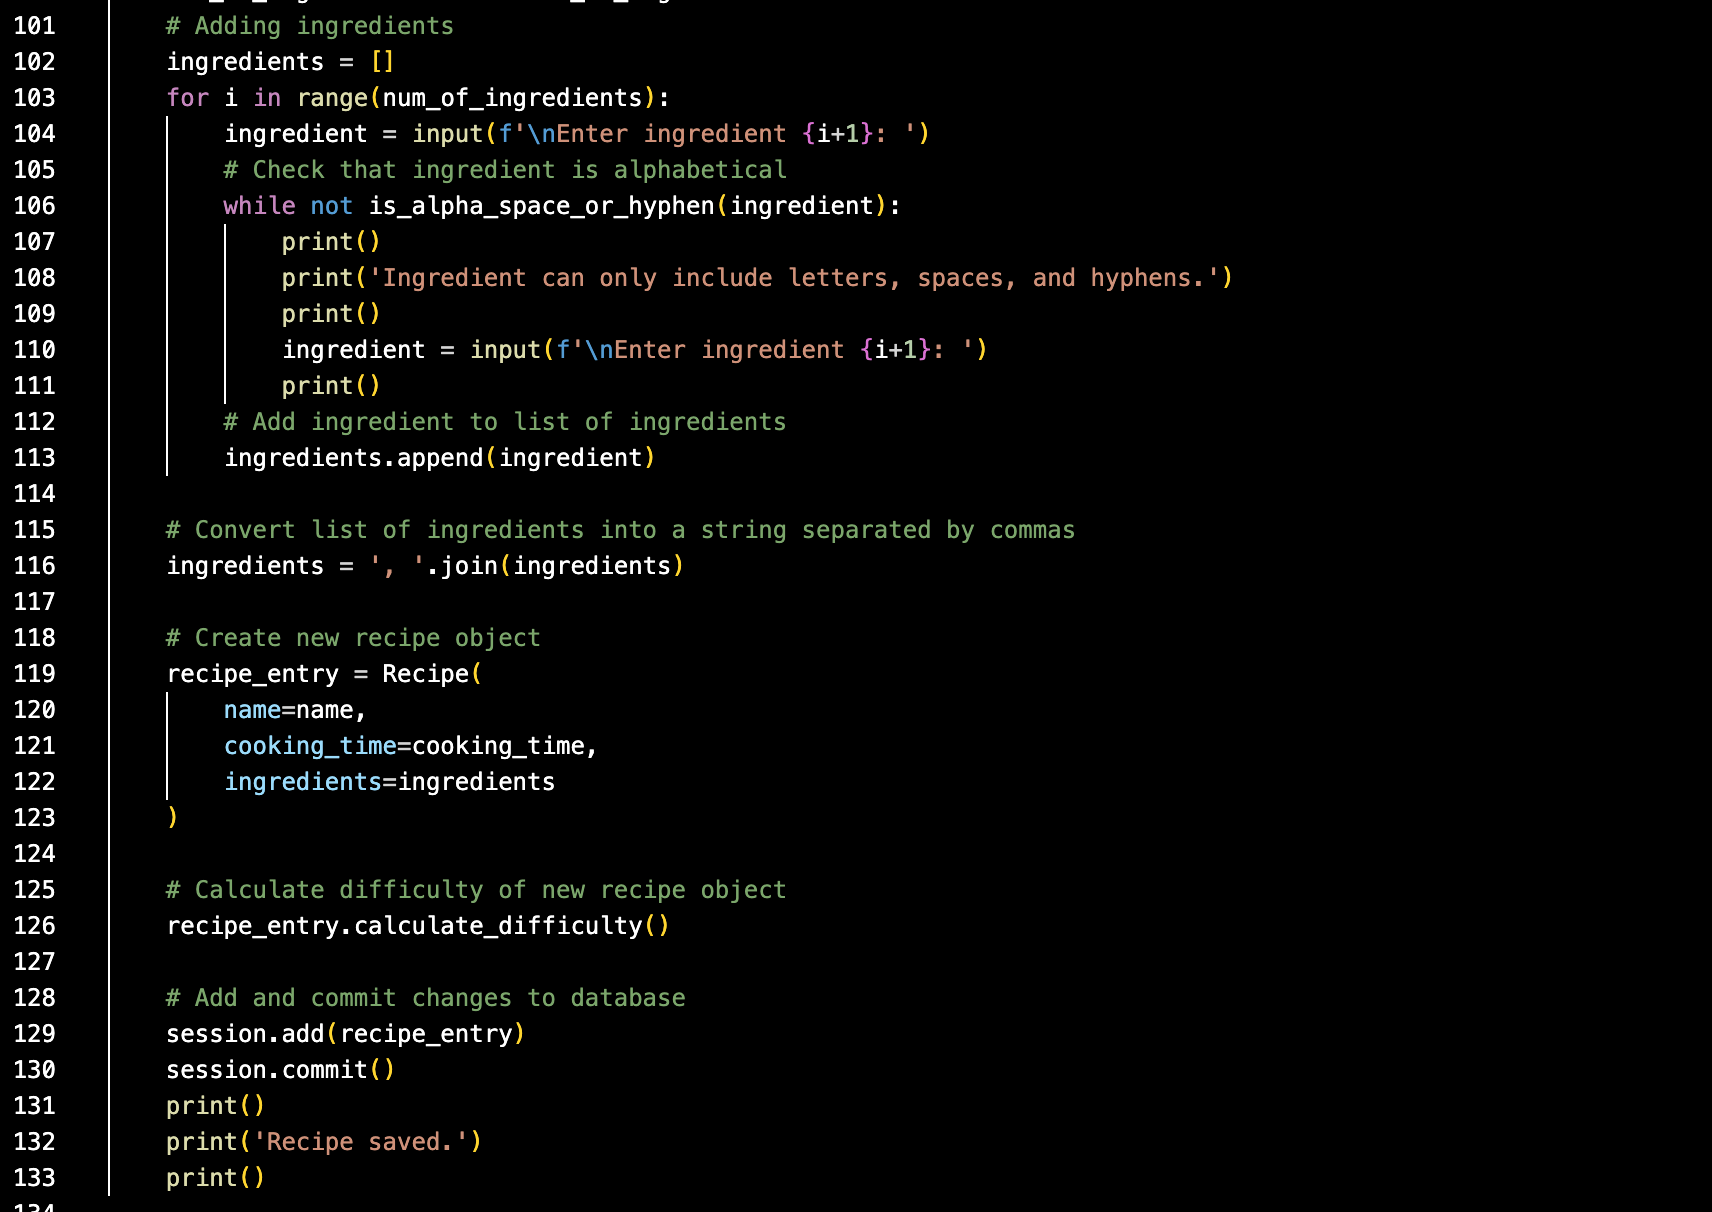 101 # Adding ingredients
102 ingredients = []
103 for i in range(num_of_ingredients):
104     ingredient = input(f'\nEnter ingredient {i+1}: ')
105     # Check that ingredient is alphabetical
106     while not is_alpha_space_or_hyphen(ingredient):
107         print()
108         print('Ingredient can only include letters, spaces, and hyphens.')
109         print()
110         ingredient = input(f'\nEnter ingredient {i+1}: ')
111         print()
112     # Add ingredient to list of ingredients
113     ingredients.append(ingredient)
114
115 # Convert list of ingredients into a string separated by commas
116 ingredients = ', '.join(ingredients)
117
118 # Create new recipe object
119 recipe_entry = Recipe(
120     name=name,
121     cooking_time=cooking_time,
122     ingredients=ingredients
123 )
124
125 # Calculate difficulty of new recipe object
126 recipe_entry.calculate_difficulty()
127
128 # Add and commit changes to database
129 session.add(recipe_entry)
130 session.commit()
131 print()
132 print('Recipe saved.')
133 print()
134